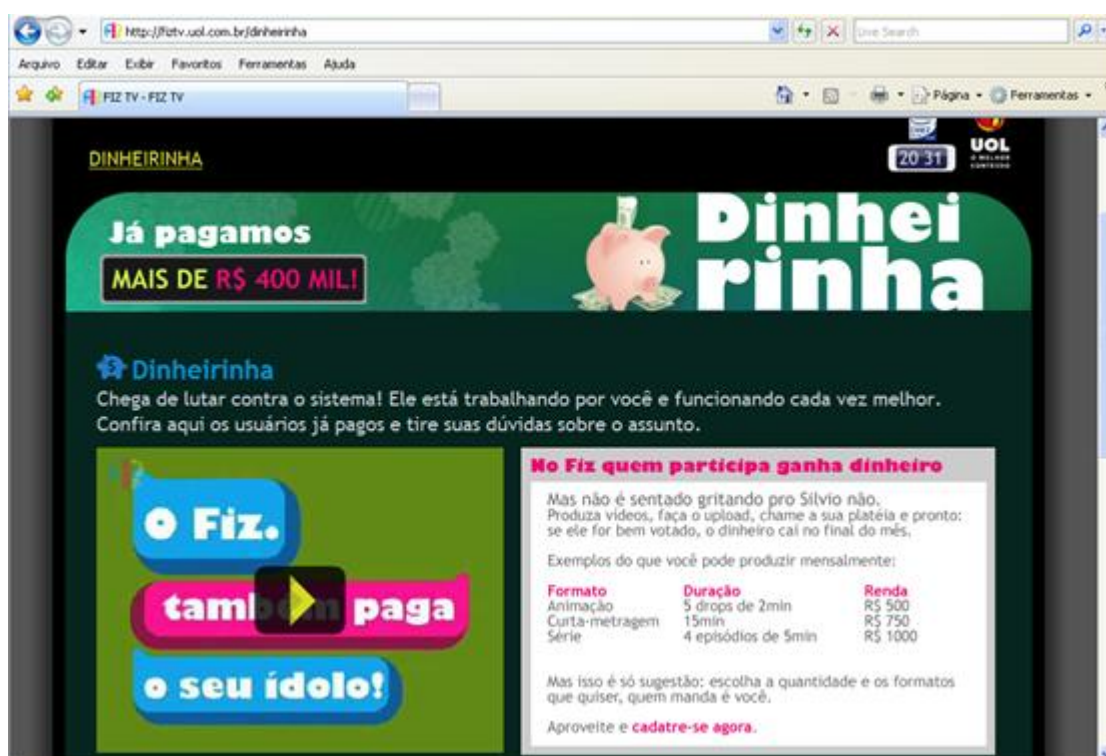 http://fiztv.uol.com.br/dinheirinha
Live Search
Arquivo Editar Exibir Favoritos Ferramentas Ajuda
FIZ TV - FIZ TV
Página Ferramentas
DINHEIRINHA
20 31
UOL
O MELHOR
CONTEÚDO
Já pagamos
MAIS DE R$ 400 MIL!
Dinhei
rinha
Dinheirinha
Chega de lutar contra o sistema! Ele está trabalhando por você e funcionando cada vez melhor.
Confira aqui os usuários já pagos e tire suas dúvidas sobre o assunto.
O Fiz.
também paga
o seu ídolo!
No Fiz quem participa ganha dinheiro
Mas não é sentado gritando pro Silvio não.
Produza vídeos, faça o upload, chame a sua platéia e pronto:
se ele for bem votado, o dinheiro cai no final do mês.
Exemplos do que você pode produzir mensalmente:
Formato Duração Renda
Animação 5 drops de 2min R$ 500
Curta-metragem 15min R$ 750
Série 4 episódios de 5min R$ 1000
Mas isso é só sugestão: escolha a quantidade e os formatos
que quiser, quem manda é você.
Aproveite e cadatre-se agora.